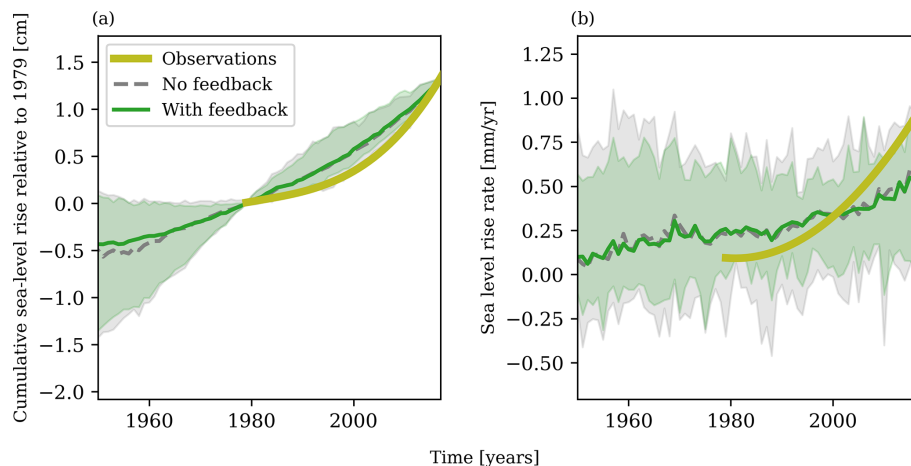 (a)
(b)
Cumulative sea-level rise relative to 1979 [cm]
1.5
1.0
0.5
0.0
−0.5
−1.0
−1.5
−2.0
Observations
No feedback
With feedback
1960
1980
2000
Sea level rise rate [mm/yr]
1.25
1.00
0.75
0.50
0.25
0.00
−0.25
−0.50
1960
1980
2000
Time [years]